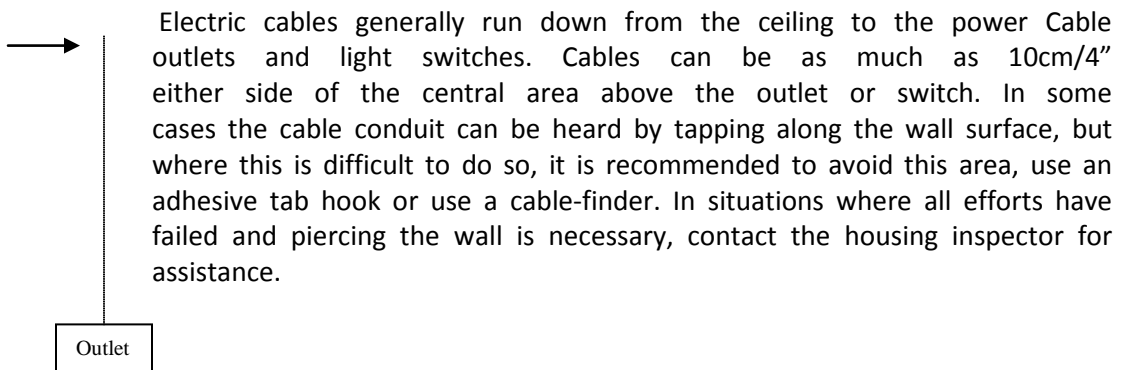 Electric cables generally run down from the ceiling to the power Cable
outlets and light switches. Cables can be as much as 10cm/4”
either side of the central area above the outlet or switch. In some
cases the cable conduit can be heard by tapping along the wall surface, but
where this is difficult to do so, it is recommended to avoid this area, use an
adhesive tab hook or use a cable-finder. In situations where all efforts have
failed and piercing the wall is necessary, contact the housing inspector for
assistance.
Outlet